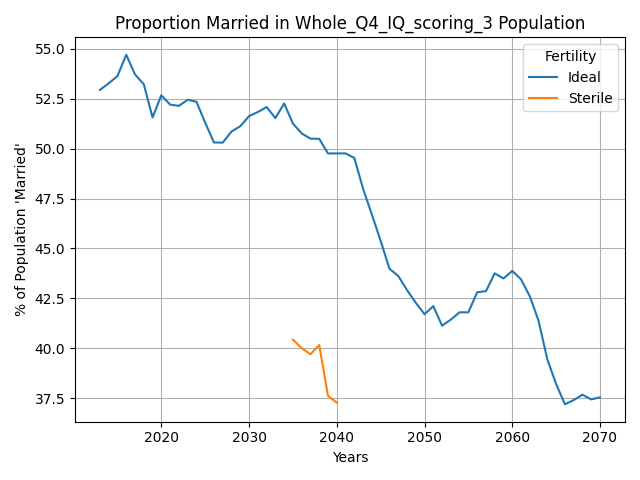 Proportion Married in Whole_Q4_IQ_scoring_3 Population
% of Population 'Married'
55.0
52.5
50.0
47.5
45.0
42.5
40.0
37.5
Fertility
Ideal
Sterile
2020 2030 2040 2050 2060 2070
Years